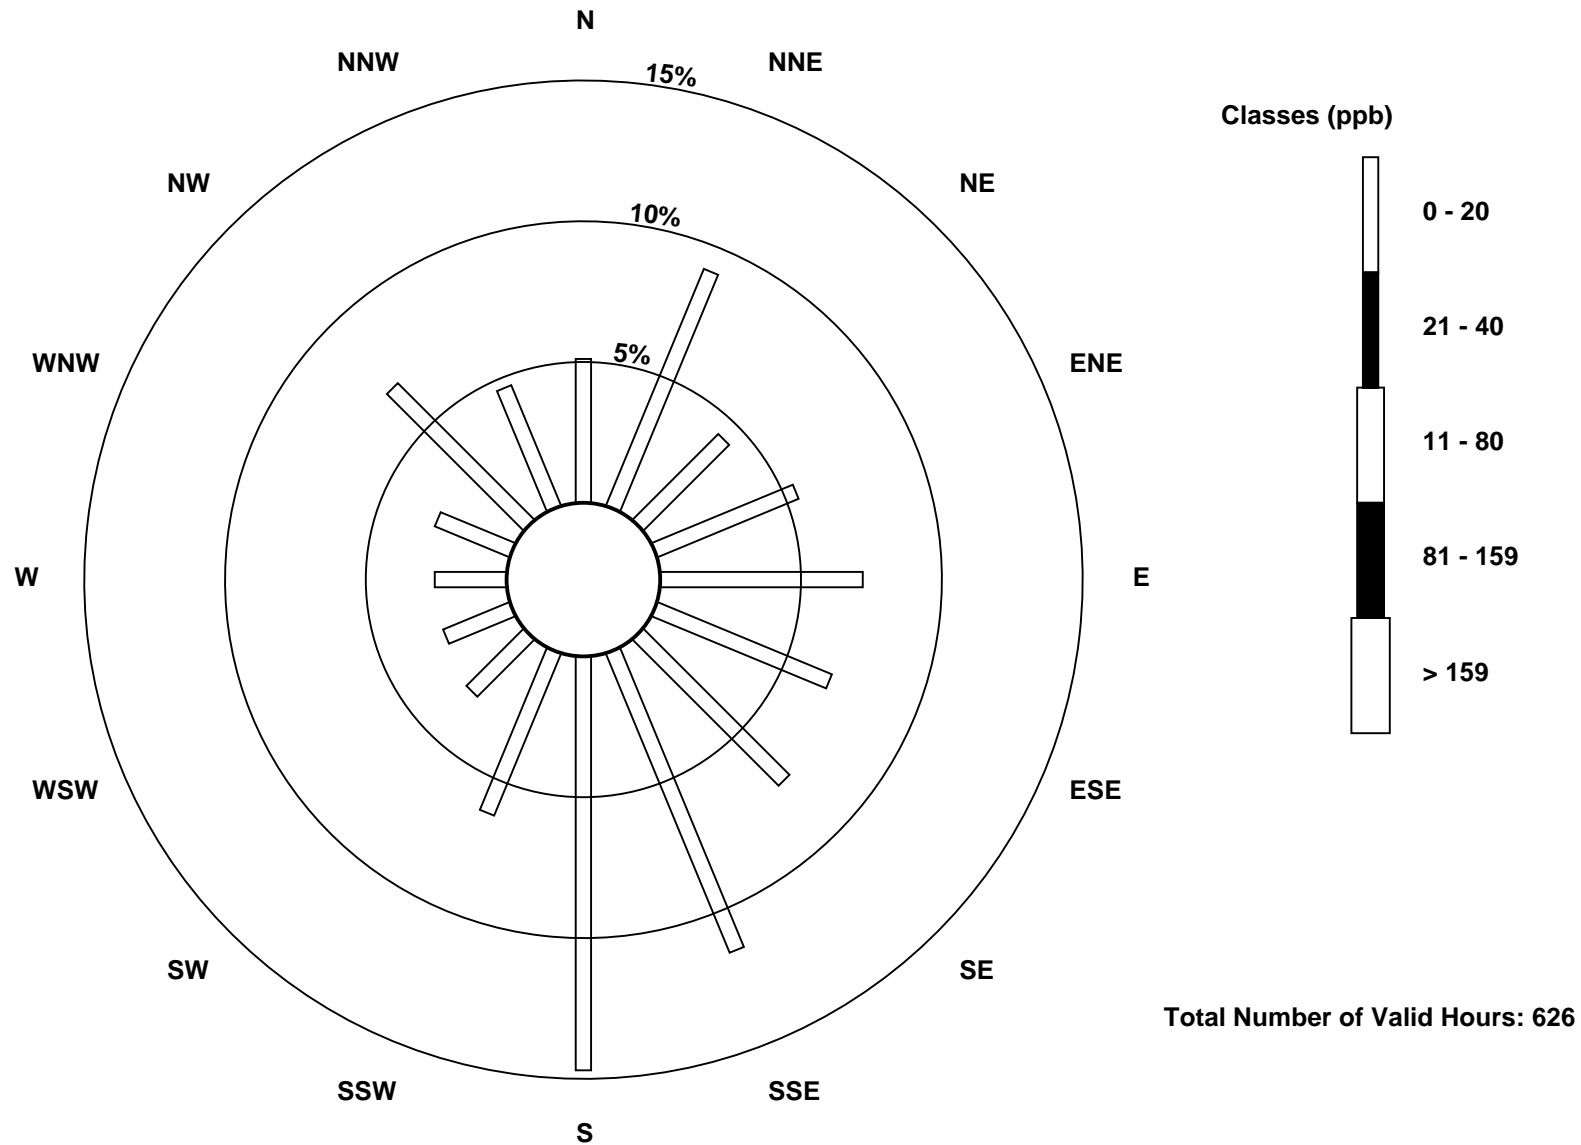 N
NNW
NNE
15%
Classes (ppb)
NW
NE
0 - 20
10%
21 - 40
WNW
5%
ENE
11 - 80
W
E
81 - 159
> 159
WSW
ESE
SW
SE
Total Number of Valid Hours: 626
SSW
SSE
S